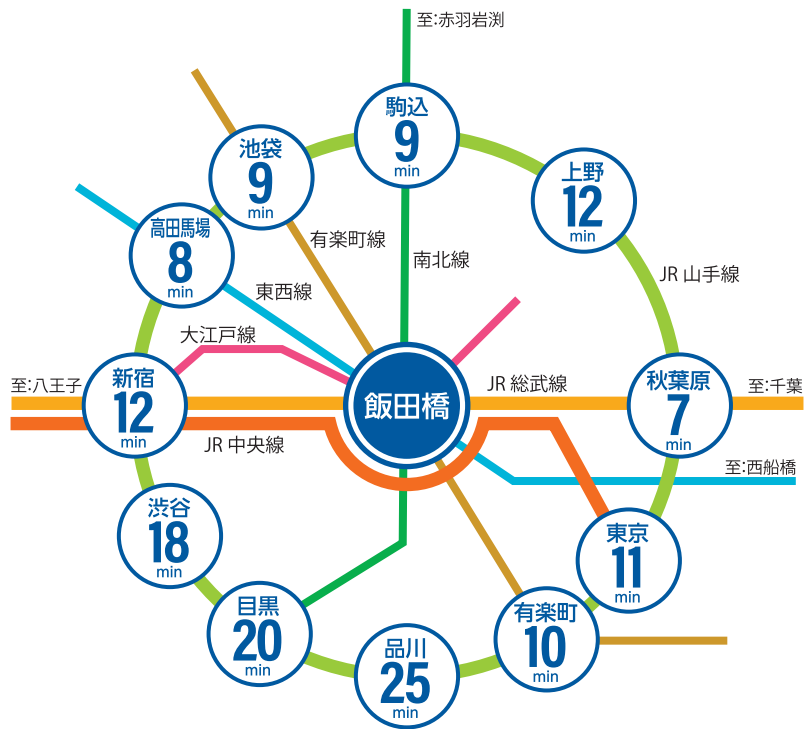 至:赤羽岩渕
駒込
9
min
池袋
9
min
上野
12
min
高田馬場
8
min
有楽町線
南北線
JR 山手線
東西線
大江戸線
至:八王子
新宿
12
min
飯田橋
JR 総武線
秋葉原
7
min
至:千葉
JR 中央線
至:西船橋
渋谷
18
min
東京
11
min
目黒
20
min
有楽町
10
min
品川
25
min